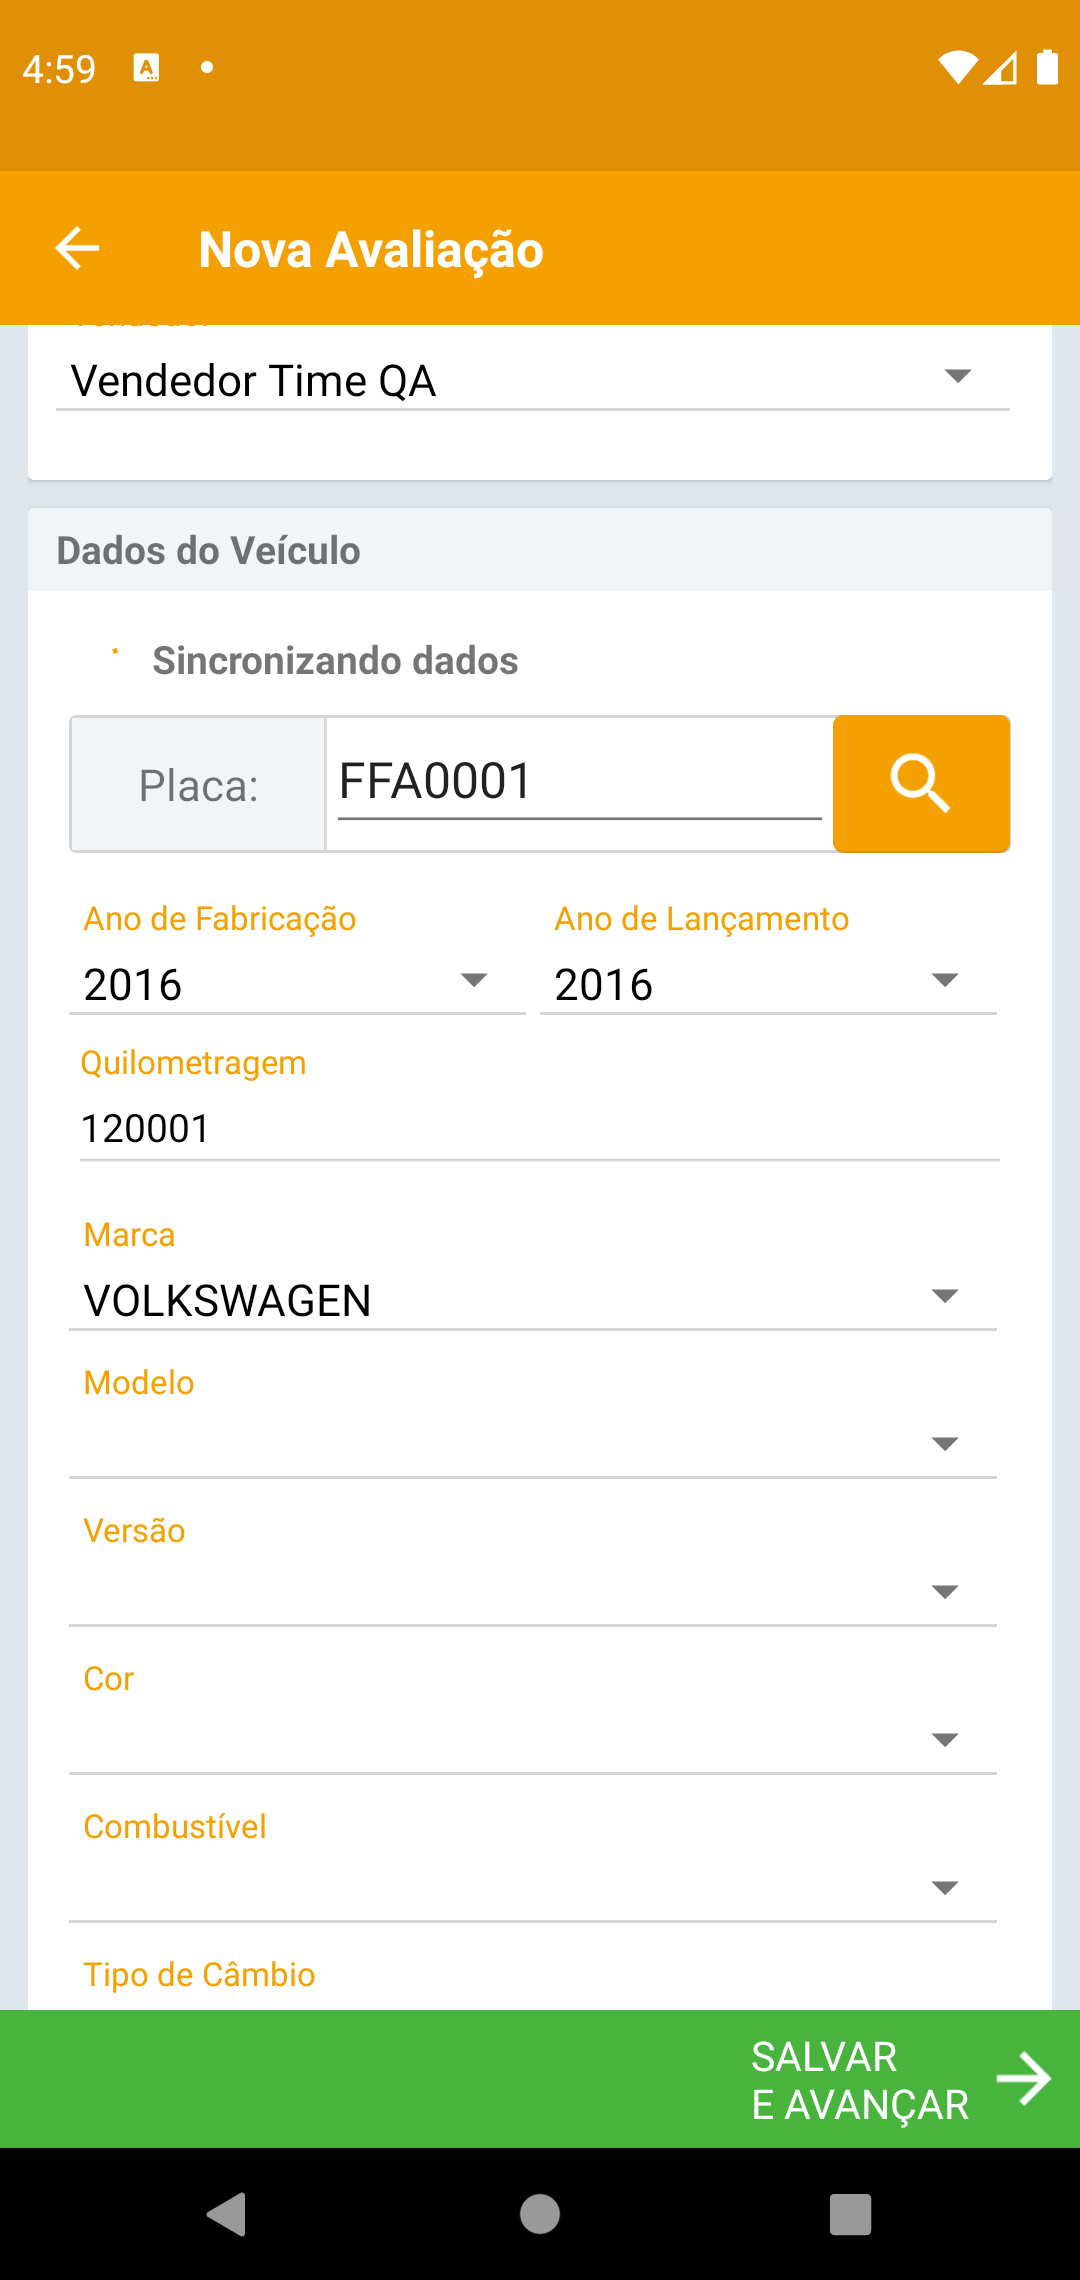 4:59
Nova Avaliação
Vendedor Time QA
Dados do Veículo
Sincronizando dados
Placa: FFA0001
Ano de Fabricação Ano de Lançamento
2016 2016
Quilometragem
120001
Marca
VOLKSWAGEN
Modelo
Versão
Cor
Combustível
Tipo de Câmbio
SALVAR
E AVANÇAR